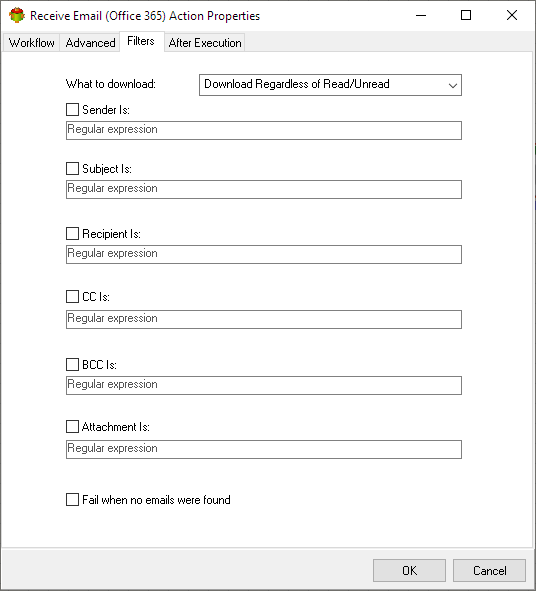 Receive Email (Office 365) Action Properties
Workflow Advanced Filters After Execution
What to download: Download Regardless of Read/Unread
Sender Is:
Regular expression
Subject Is:
Regular expression
Recipient Is:
Regular expression
CC Is:
Regular expression
BCC Is:
Regular expression
Attachment Is:
Regular expression
Fail when no emails were found
OK Cancel